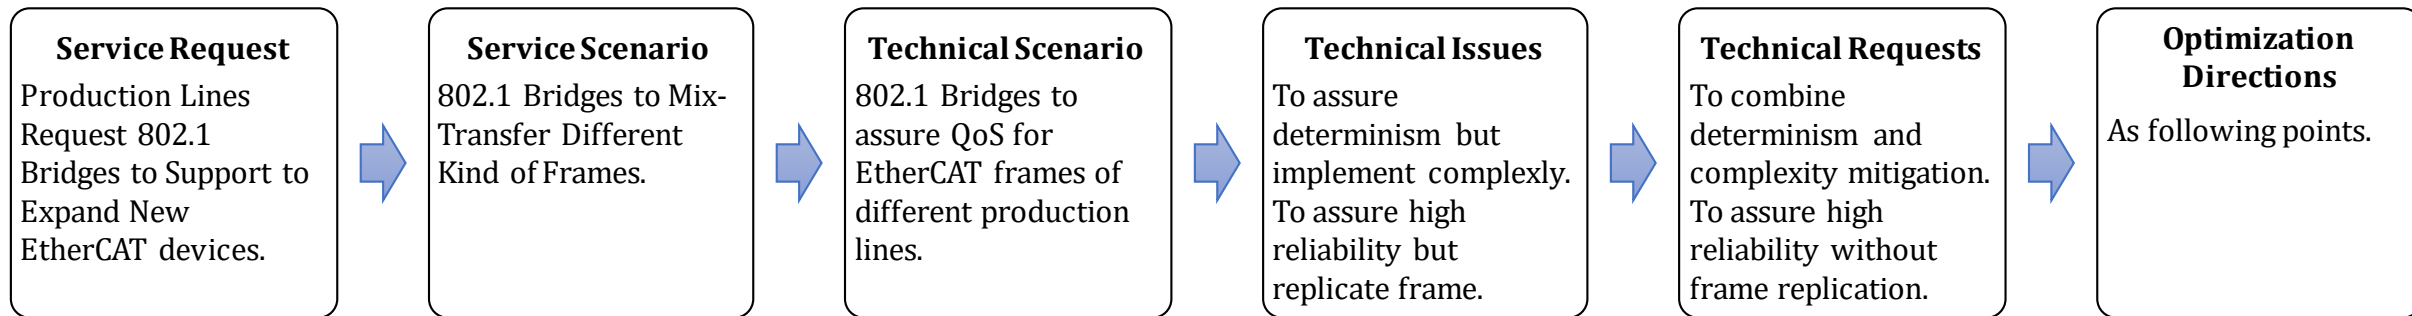 Service Request
Production Lines
Request 802.1
Bridges to Support to
Expand New
EtherCAT devices.
Service Scenario
802.1 Bridges to Mix-
Transfer Different
Kind of Frames.
Technical Scenario
802.1 Bridges to
assure QoS for
EtherCAT frames of
different production
lines.
Technical Issues
To assure
determinism but
implement complexly.
To assure high
reliability but
replicate frame.
Technical Requests
To combine
determinism and
complexity mitigation.
To assure high
reliability without
frame replication.
Optimization
Directions
As following points.